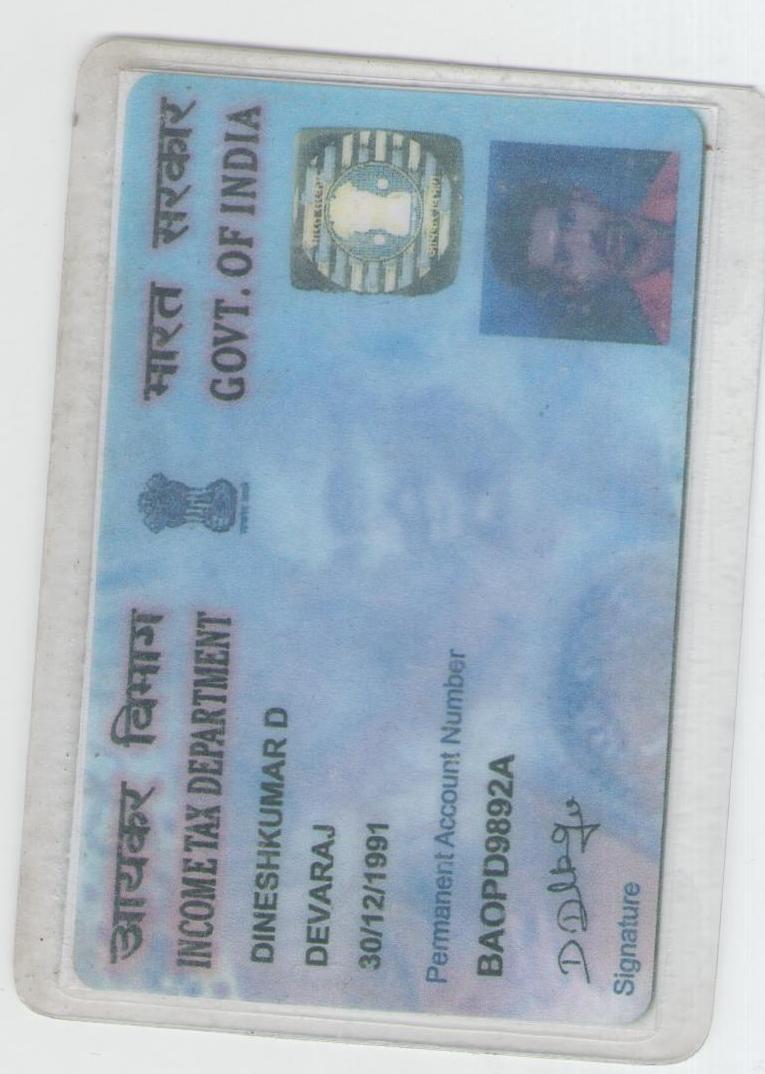 आयकर विभाग
INCOME TAX DEPARTMENT
भारत सरकार
GOVT. OF INDIA
DINESHKUMAR D
DEVARAJ
30/12/1991
Permanent Account Number
BAOPD9892A
Signature